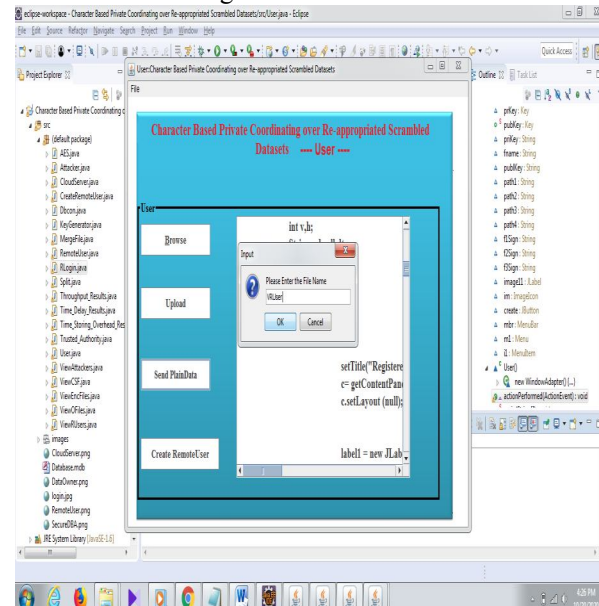 eclipse-workspace - Character Based Private Coordinating over Re-appropriated Scrambled Datasets/src/User.java - Eclipse
File Edit Source Refactor Navigate Search Project Run Window Help
Quick Access
Project Explorer
Character Based Private Coordinating c
src
(default package)
AES.java
Attacker.java
CloudServer.java
CreateRemoteUser.java
Dbcon.java
KeyGenerator.java
MergeFile.java
RemoteUser.java
RLogin.java
Split.java
Throughput_Results.java
Time_Delay_Results.java
Time_Storing_Overhead_Res
Trusted_Authority.java
User.java
ViewAttackers.java
ViewCSF.java
ViewEncFiles.java
ViewOFiles.java
ViewRUsers.java
images
CloudServer.png
Database.mdb
DataOwner.png
login.jpg
RemoteUser.png
SecureDBA.png
JRE System Library [JavaSE-1.6]
User:Character Based Private Coordinating over Re-appropriated Scrambled Datasets
File
Character Based Private Coordinating over Re-appropriated Scrambled
Datasets ---- User ----
User
Browse
Upload
Send PlainData
Create RemoteUser
int v,h;
Input
Please Enter the File Name
VRUser
OK
Cancel
setTitle("Registere
c= getContentPan
c.setLayout (null);
label1 = new JLab
Outline
Task List
prKey : Key
pubKey : Key
priKey : String
fname : String
publKey : String
path1 : String
path2 : String
path3 : String
path4 : String
f1Sign : String
f2Sign : String
f3Sign : String
image11 : JLabel
im : ImageIcon
create : JButton
mbr : MenuBar
m1 : Menu
i1 : MenuItem
User()
new WindowAdapter() {...}
actionPerformed(ActionEvent) : void
4:26 PM